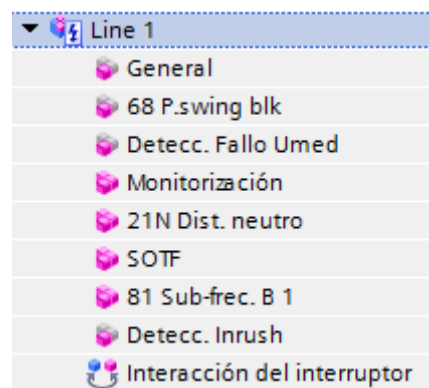 Line 1
General
68 P.swing blk
Detecc. Fallo Umed
Monitorización
21N Dist. neutro
SOTF
81 Sub-frec. B 1
Detecc. Inrush
Interacción del interruptor